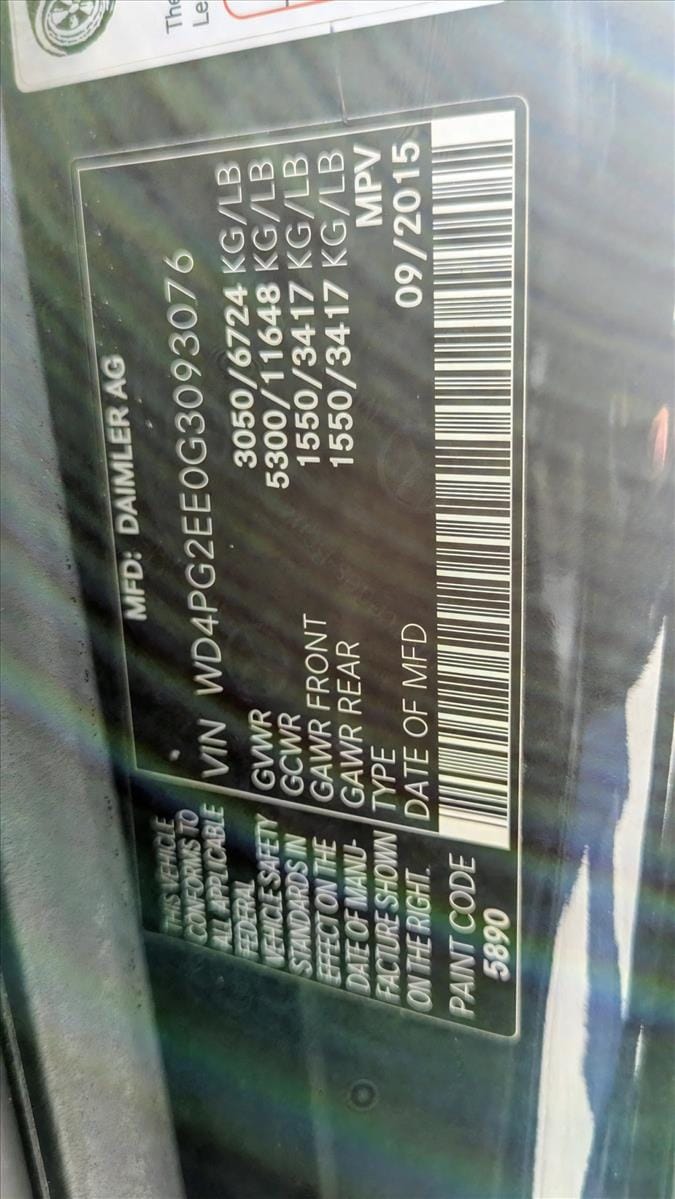 The
Le
MFD: DAIMLER AG
VIN WD4PG2EE0G3093076
GVWR 3050/6724 KG/LB
GCWR 5300/11648 KG/LB
GAWR FRONT 1550/3417 KG/LB
GAWR REAR 1550/3417 KG/LB
TYPE MPV
DATE OF MFD 09/2015
THIS VEHICLE
CONFORMS TO
ALL APPLICABLE
FEDERAL
VEHICLE SAFETY
STANDARDS IN
EFFECT ON THE
DATE OF MANU-
FACTURE SHOWN
ON THE RIGHT.
PAINT CODE
5890